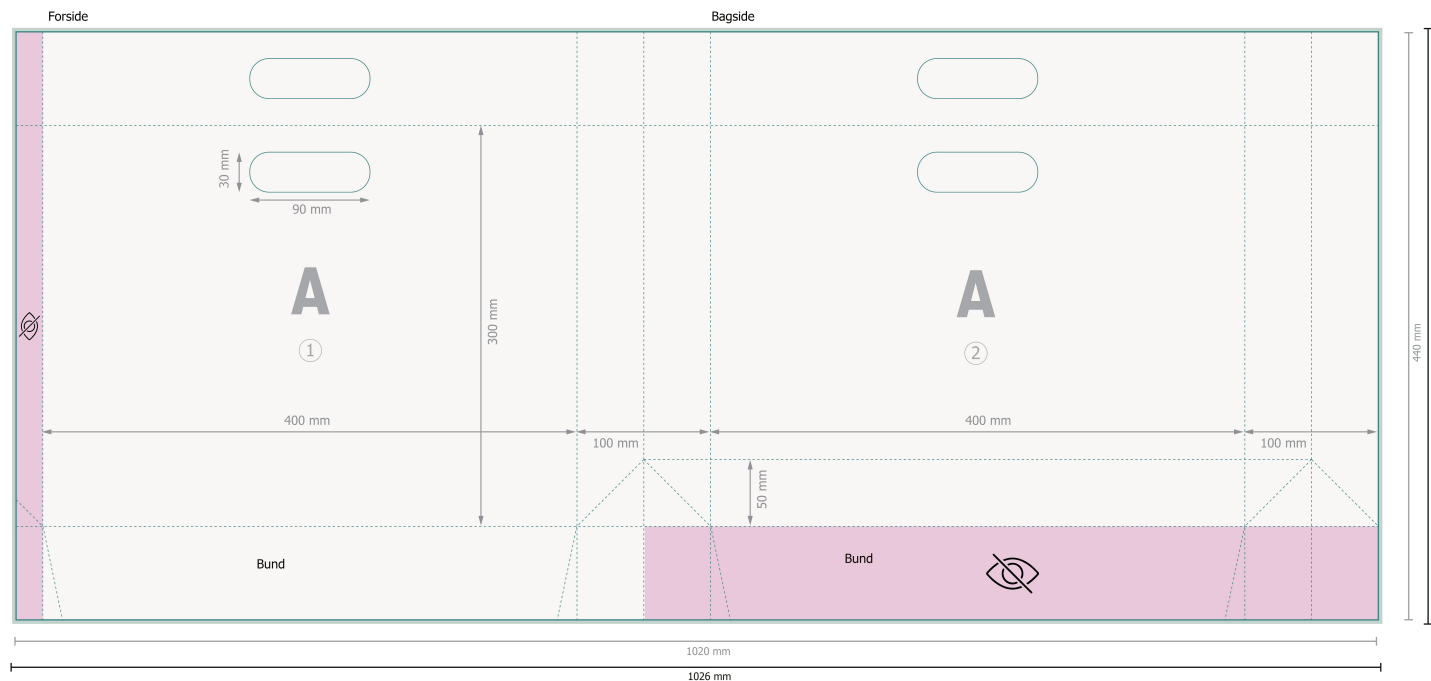 Forside
Bagside
30 mm
90 mm
A
1
300 mm
A
2
440 mm
400 mm
100 mm
400 mm
100 mm
50 mm
Bund
Bund
1020 mm
1026 mm